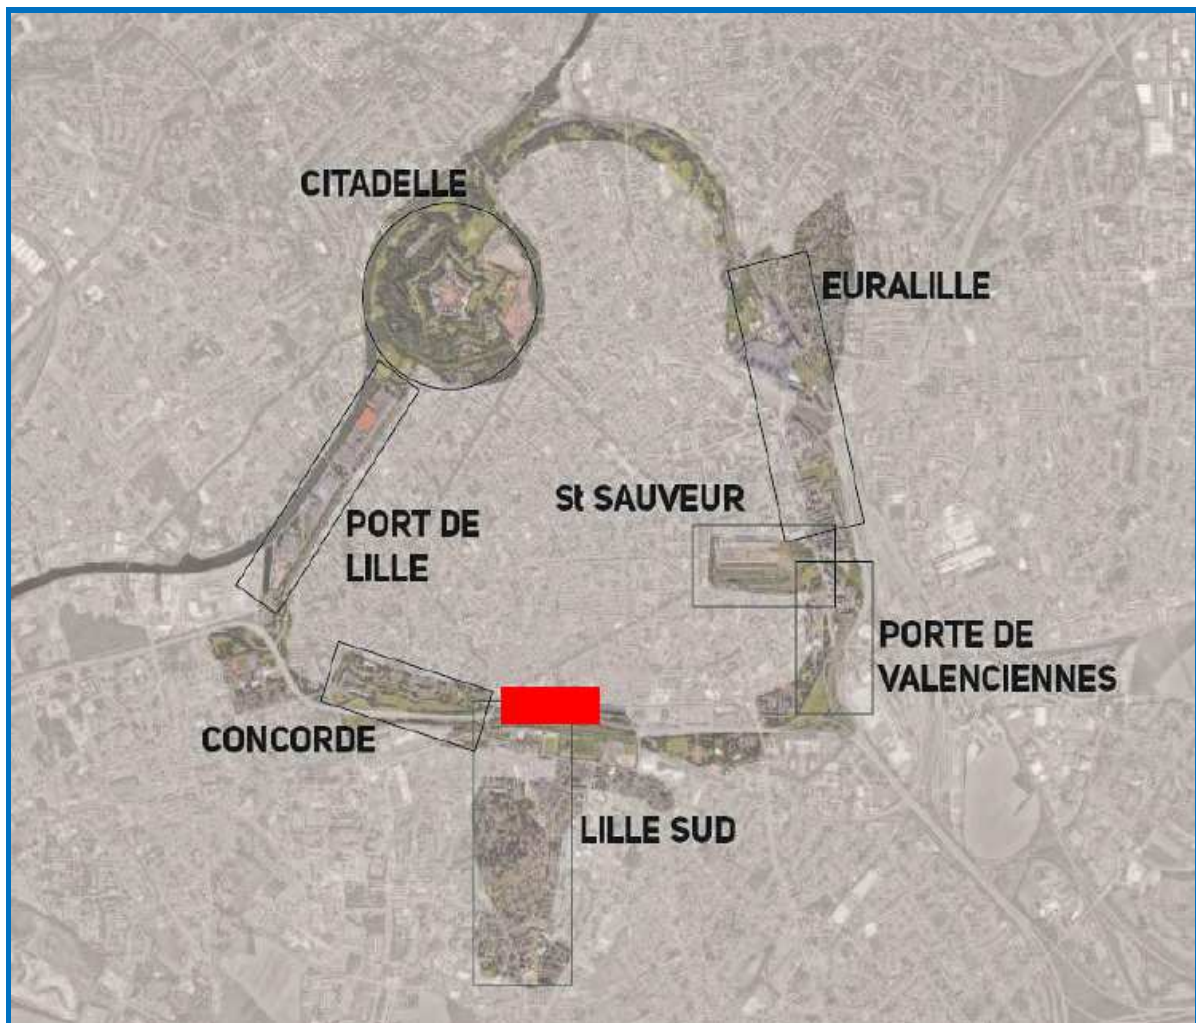 CITADELLE
EURALILLE
St SAUVEUR
PORT DE
LILLE
PORTE DE
VALENCIENNES
CONCORDE
LILLE SUD